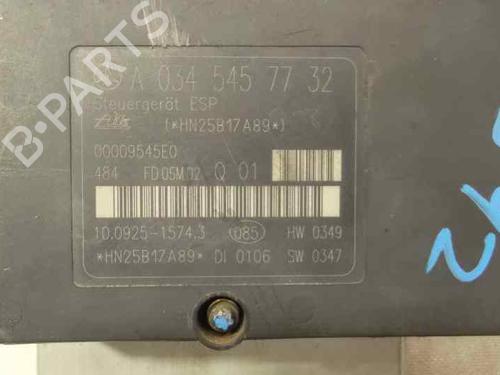 A 034 545 77 32
Steuergerät ESP
Ate (*HN25B17A89*)
00009545E0
484 FD05M02 Q 01
10.0925-1574.3 085 HW 0349
*HN25B17A89* DI 0106 SW 0347
B-PARTS